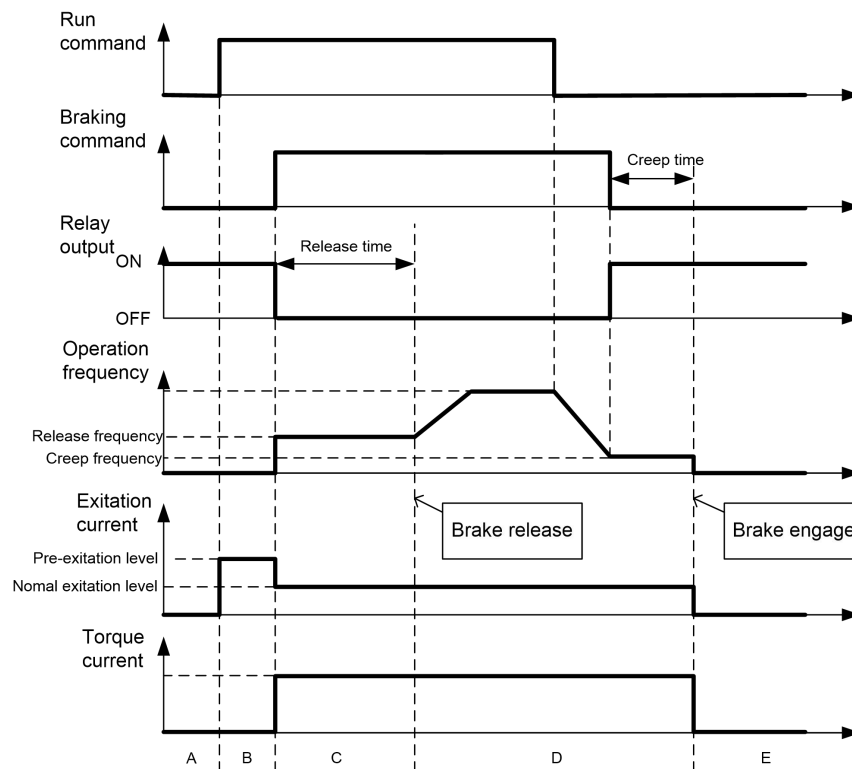 Run
command
Braking
command
Creep time
Relay
output
ON
Release time
OFF
Operation
frequency
Release frequency
Creep frequency
Exitation
current
Brake release
Brake engage
Pre-exitation level
Nomal exitation level
Torque
current
A B C D E